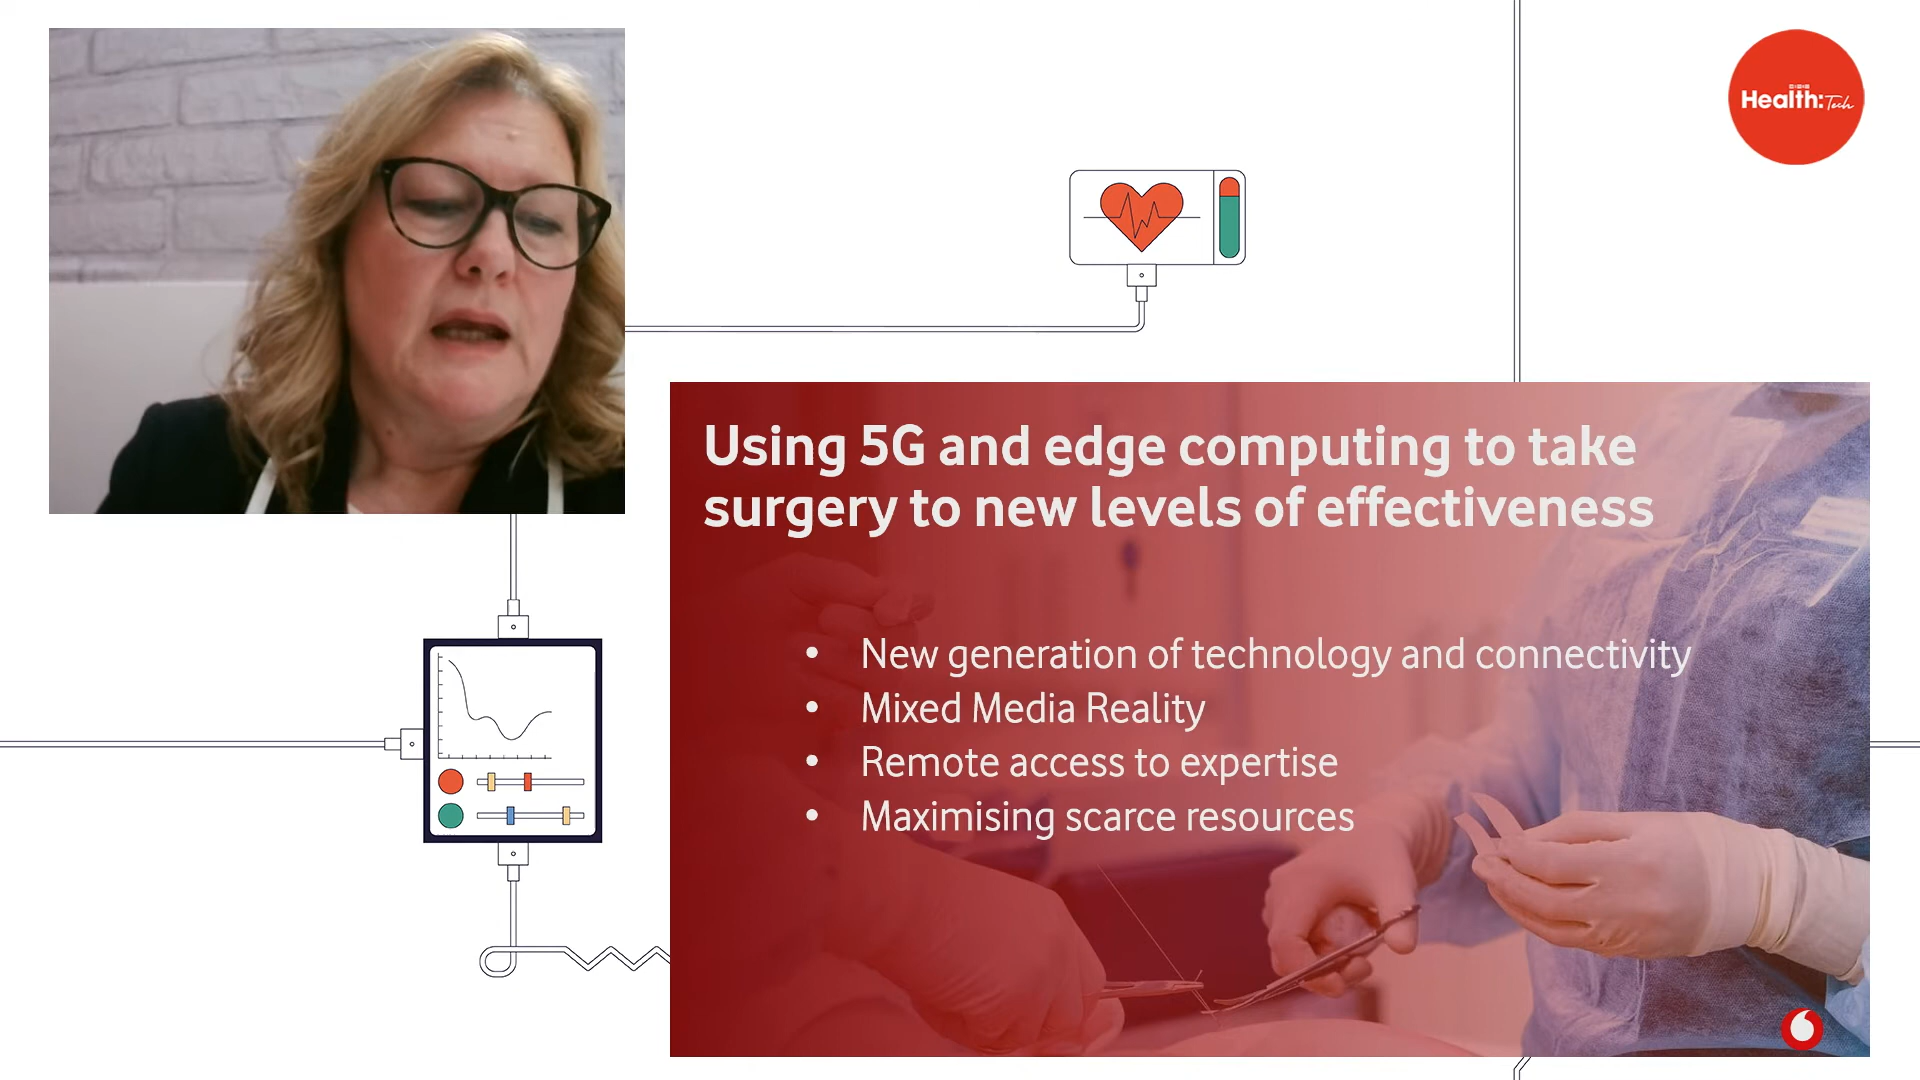 Health:Tech
Using 5G and edge computing to take
surgery to new levels of effectiveness
• New generation of technology and connectivity
• Mixed Media Reality
• Remote access to expertise
• Maximising scarce resources